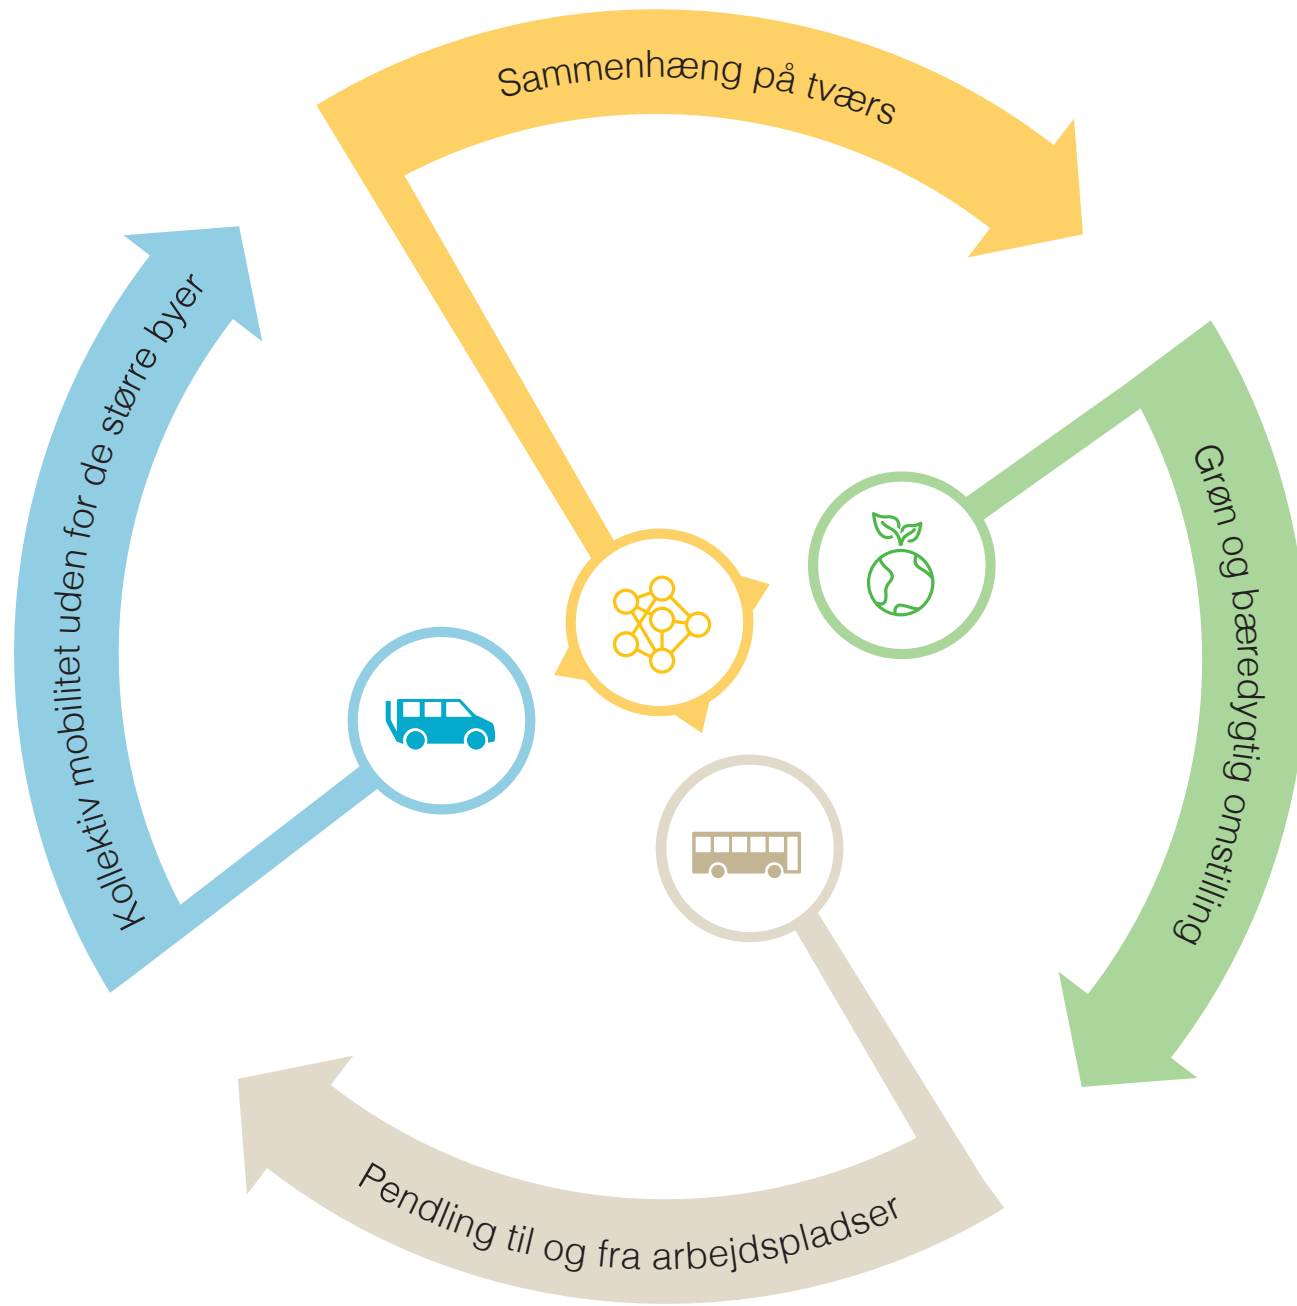 Sammenhæng på tværs
Grøn og bæredygtig omstilling
Pendling til og fra arbejdspladser
Kollektiv mobilitet uden for de større byer